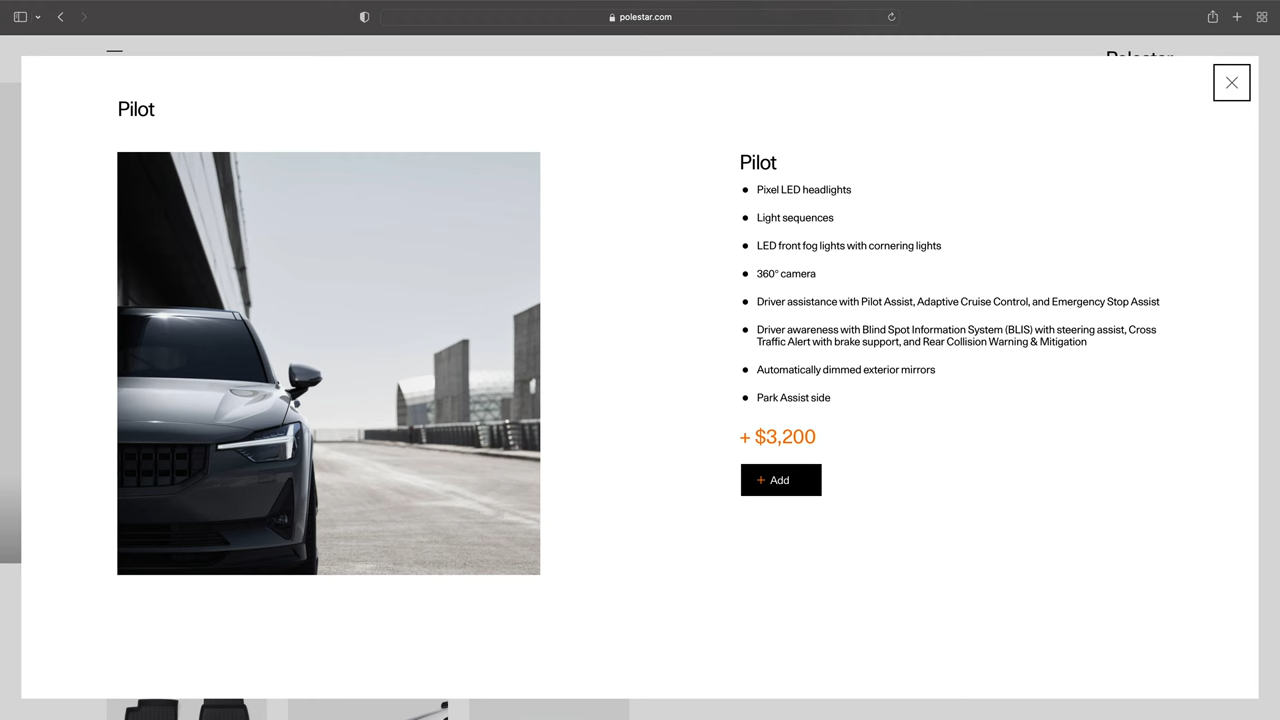 polestar.com
Polestar
Pilot
Pilot
Pixel LED headlights
Light sequences
LED front fog lights with cornering lights
360° camera
Driver assistance with Pilot Assist, Adaptive Cruise Control, and Emergency Stop Assist
Driver awareness with Blind Spot Information System (BLIS) with steering assist, Cross
Traffic Alert with brake support, and Rear Collision Warning & Mitigation
Automatically dimmed exterior mirrors
Park Assist side
+ $3,200
+ Add